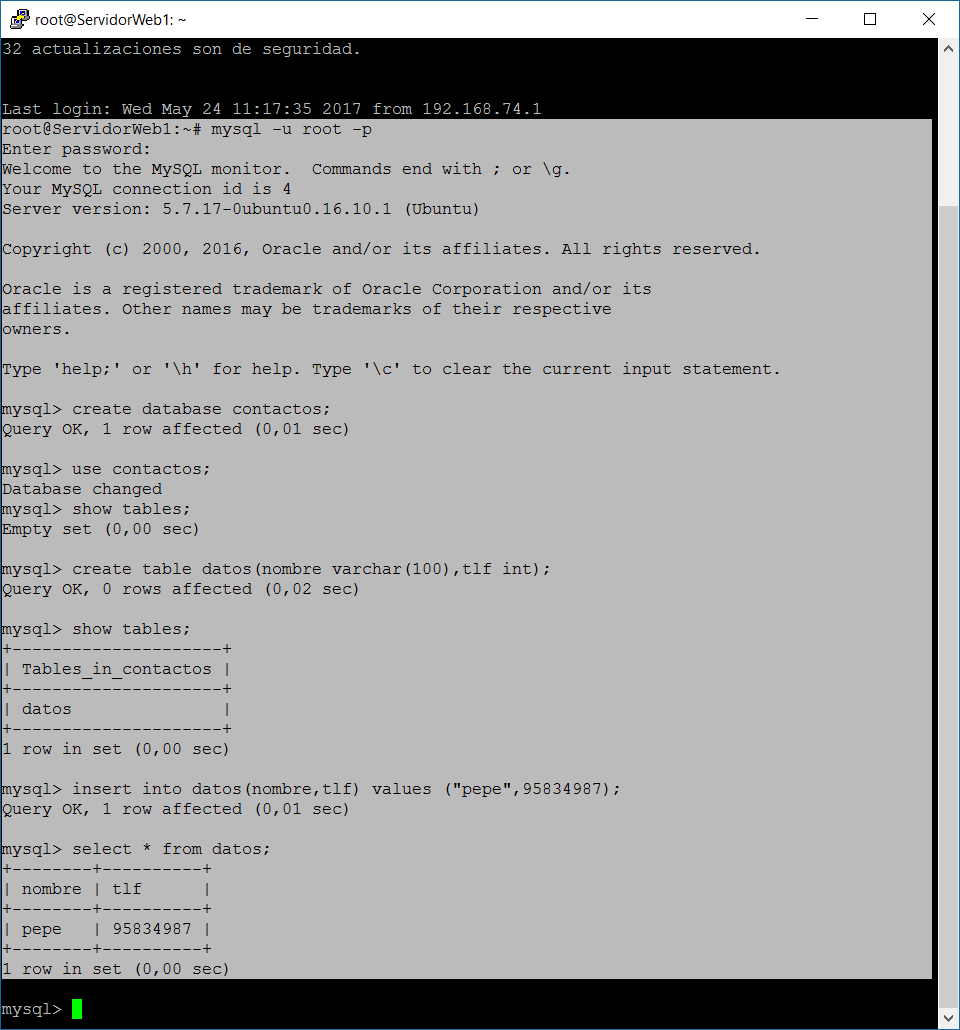 root@ServidorWeb1: ~
32 actualizaciones son de seguridad.
Last login: Wed May 24 11:17:35 2017 from 192.168.74.1
root@ServidorWeb1:~# mysql -u root -p
Enter password:
Welcome to the MySQL monitor.  Commands end with ; or \g.
Your MySQL connection id is 4
Server version: 5.7.17-0ubuntu0.16.10.1 (Ubuntu)
Copyright (c) 2000, 2016, Oracle and/or its affiliates. All rights reserved.
Oracle is a registered trademark of Oracle Corporation and/or its
affiliates. Other names may be trademarks of their respective
owners.
Type 'help;' or '\h' for help. Type '\c' to clear the current input statement.
mysql> create database contactos;
Query OK, 1 row affected (0,01 sec)
mysql> use contactos;
Database changed
mysql> show tables;
Empty set (0,00 sec)
mysql> create table datos(nombre varchar(100),tlf int);
Query OK, 0 rows affected (0,02 sec)
mysql> show tables;
+---------------------+
| Tables_in_contactos |
+---------------------+
| datos               |
+---------------------+
1 row in set (0,00 sec)
mysql> insert into datos(nombre,tlf) values ("pepe",95834987);
Query OK, 1 row affected (0,01 sec)
mysql> select * from datos;
+--------+----------+
| nombre | tlf      |
+--------+----------+
| pepe   | 95834987 |
+--------+----------+
1 row in set (0,00 sec)
mysql>